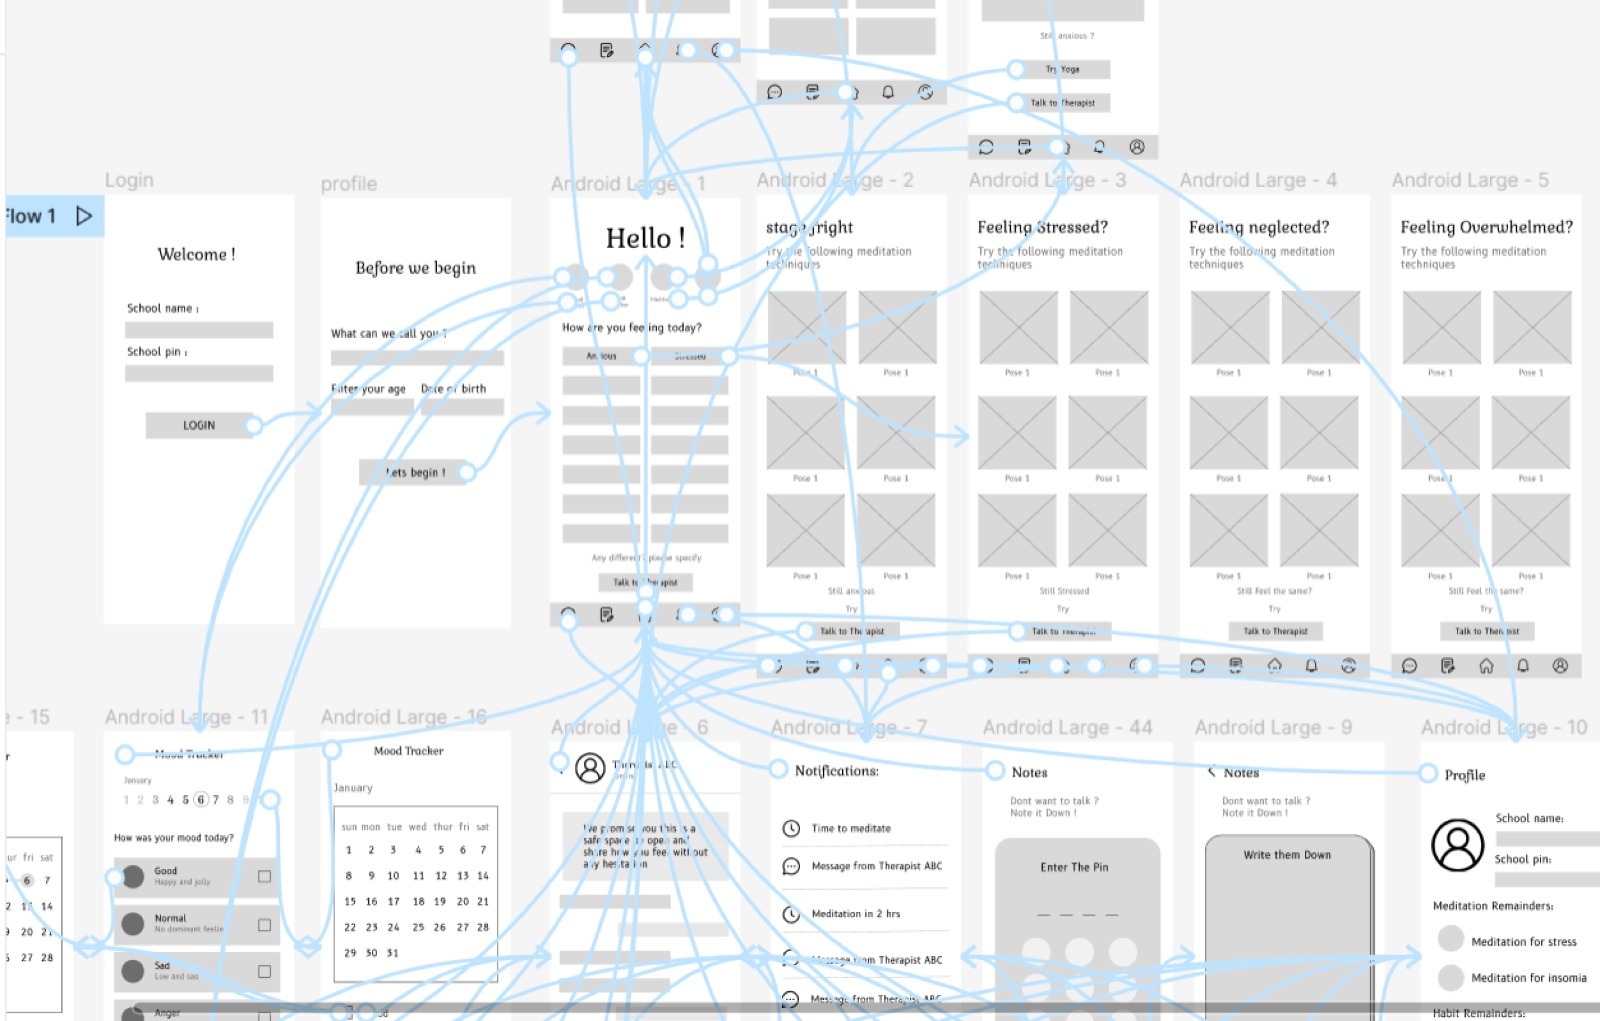 Still anxious ?
Try Yoga
Talk to Therapist
Flow 1
Login
Welcome !
School name :
School pin :
LOGIN
profile
Before we begin
What can we call you ?
Enter your age
Date of birth
Lets begin !
Android Large - 1
Hello !
How are you feeling today?
Anxious
Stressed
Any different? please specify
Talk to Therapist
Android Large - 2
stage fright
Try the following meditation
techniques
Pose 1
Pose 1
Pose 1
Pose 1
Pose 1
Pose 1
Still anxious
Try
Talk to Therapist
Android Large - 3
Feeling Stressed?
Try the following meditation
techniques
Pose 1
Pose 1
Pose 1
Pose 1
Pose 1
Pose 1
Still Stressed
Try
Talk to Therapist
Android Large - 4
Feeling neglected?
Try the following meditation
techniques
Pose 1
Pose 1
Pose 1
Pose 1
Pose 1
Pose 1
Still Feel the same?
Try
Talk to Therapist
Android Large - 5
Feeling Overwhelmed?
Try the following meditation
techniques
Pose 1
Pose 1
Pose 1
Pose 1
Pose 1
Pose 1
Still Feel the same?
Try
Talk to Therapist
- 15
fri sat
6 7
14
20 21
27 28
Android Large - 11
Mood Tracker
January
1 2 3 4 5 6 7 8 9
How was your mood today?
Good
Happy and jolly
Normal
No dominant feelin
Sad
Low and sad
Anger
Android Large - 16
Mood Tracker
January
sun mon tue wed thur fri sat
1 2 3 4 5 6 7
8 9 10 11 12 13 14
15 16 17 18 19 20 21
22 23 24 25 26 27 28
29 30 31
Android Large - 6
Therapist ABC
We promise you this is a
safe space to open and
share how you feel without
any hesitation
Android Large - 7
Notifications:
Time to meditate
Message from Therapist ABC
Meditation in 2 hrs
Message from Therapist ABC
Message from Therapist ABC
Android Large - 44
Notes
Dont want to talk ?
Note it Down !
Enter The Pin
Android Large - 9
Notes
Dont want to talk ?
Note it Down !
Write them Down
Android Large - 10
Profile
School name:
School pin:
Meditation Remainders:
Meditation for stress
Meditation for insomia
Habit Remainders: